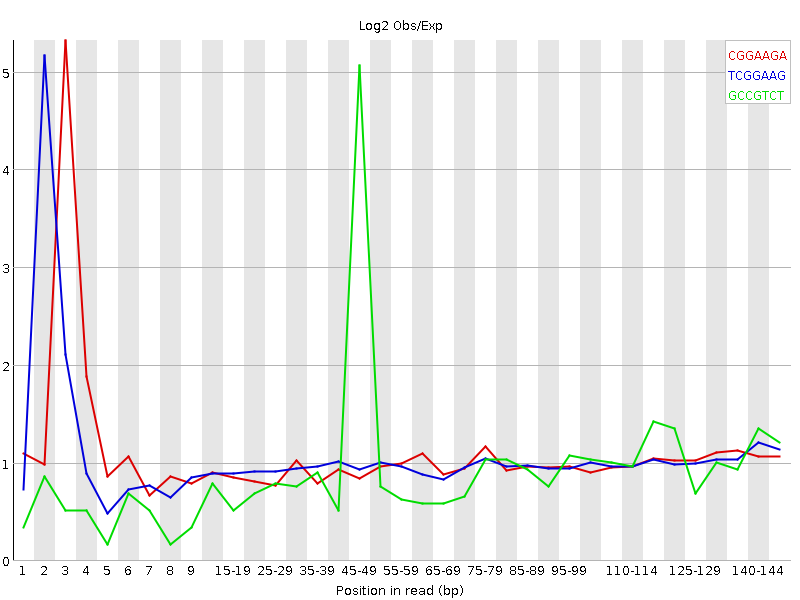 Log2 Obs/Exp
CGGAAGA
TCGGAAG
GCCGTCT
5
4
3
2
1
0
1 2 3 4 5 6 7 8 9 15-19 25-29 35-39 45-49 55-59 65-69 75-79 85-89 95-99 110-114 125-129 140-144
Position in read (bp)